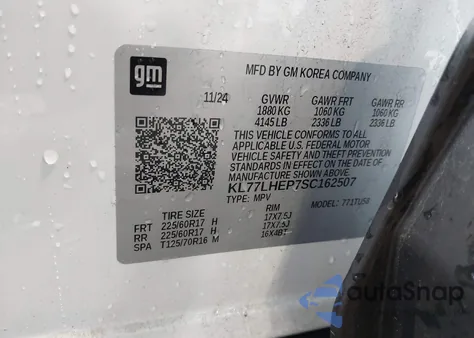 gm
MFD BY GM KOREA COMPANY
11/24 GVWR GAWR FRT GAWR RR
1880 KG 1060 KG 1060 KG
4145 LB 2336 LB 2336 LB
THIS VEHICLE CONFORMS TO ALL
APPLICABLE U.S. FEDERAL MOTOR
VEHICLE SAFETY AND THEFT PREVENTION
STANDARDS IN EFFECT ON THE DATE OF
MANUFACTURE SHOWN ABOVE.
KL77LHEP7SC162507
TYPE: MPV MODEL:
TIRE SIZE RIM
FRT 225/60R17 H 17X7.5J
RR 225/60R17 H 17X7.5J
SPA T125/70R16 M
autoSnap